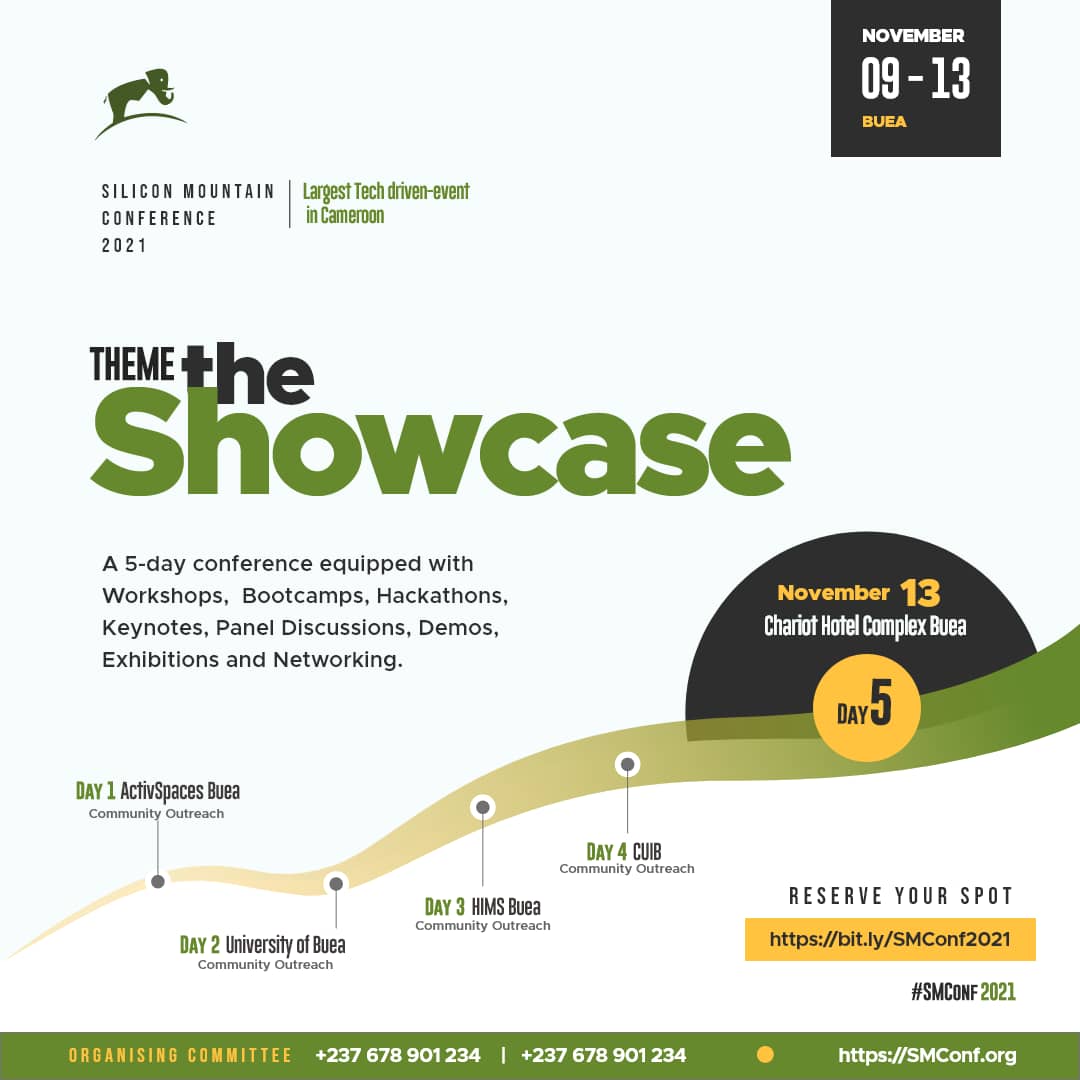 NOVEMBER
09 - 13
BUEA
SILICON MOUNTAIN
CONFERENCE
2021
Largest Tech driven-event
in Cameroon
THEME the
Showcase
A 5-day conference equipped with
Workshops, Bootcamps, Hackathons,
Keynotes, Panel Discussions, Demos,
Exhibitions and Networking.
November 13
Chariot Hotel Complex Buea
DAY 5
DAY 1 ActivSpaces Buea
Community Outreach
DAY 2 University of Buea
Community Outreach
DAY 3 HIMS Buea
Community Outreach
DAY 4 CUIB
Community Outreach
RESERVE YOUR SPOT
https://bit.ly/SMConf2021
#SMCONF 2021
ORGANISING COMMITTEE +237 678 901 234 | +237 678 901 234 https://SMConf.org